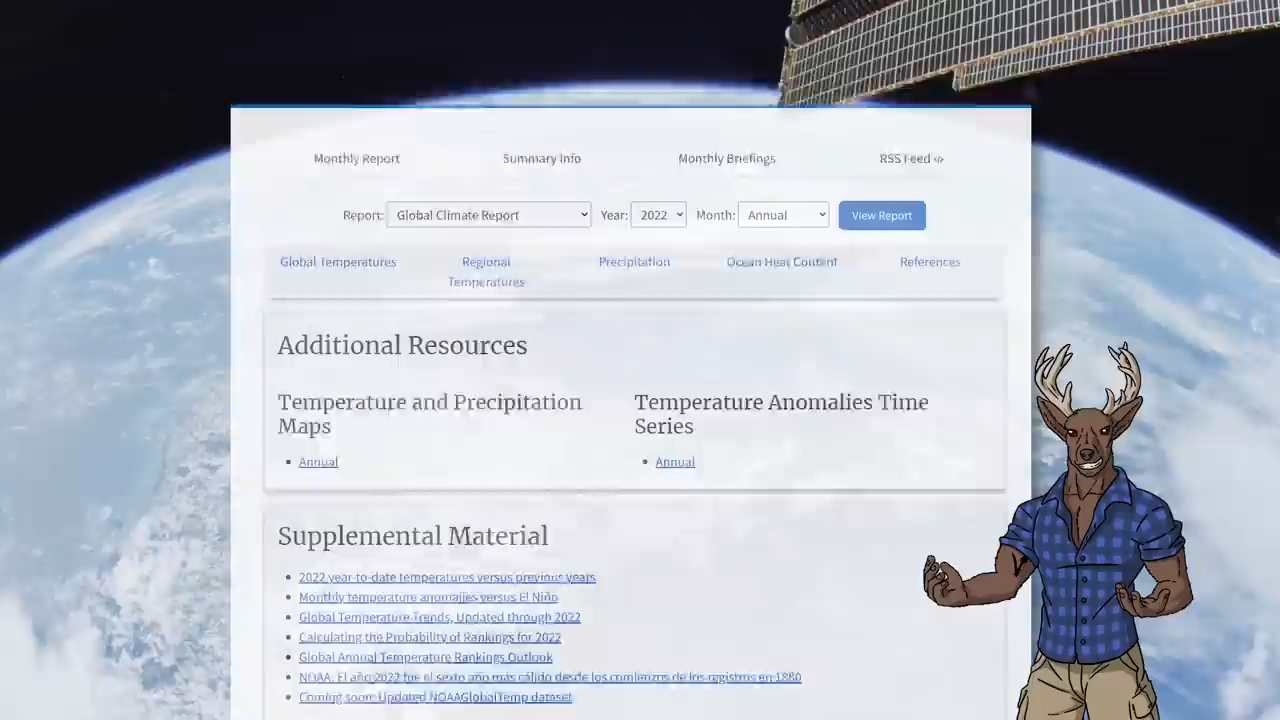 Monthly Report Summary Info Monthly Briefings RSS Feed
Report: Global Climate Report Year: 2022 Month: Annual View Report
Global Temperatures Regional Temperatures Precipitation Ocean Heat Content References
Additional Resources
Temperature and Precipitation
Maps
Annual
Temperature Anomalies Time
Series
Annual
Supplemental Material
2022 year-to-date temperatures versus previous years
Monthly temperature anomalies versus El Niño
Global Temperature Trends, Updated through 2022
Calculating the Probability of Rankings for 2022
Global Annual Temperature Rankings Outlook
NOAA: El año 2022 fue el sexto año más cálido desde los comienzos de los registros en 1880
Coming soon: Updated NOAAGlobalTemp dataset